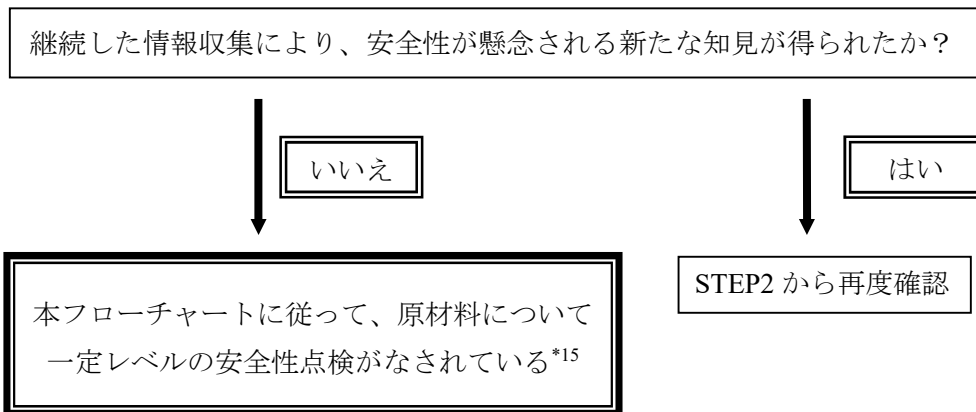 継続した情報収集により、安全性が懸念される新たな知見が得られたか？
いいえ
はい
本フローチャートに従って、原材料について
一定レベルの安全性点検がなされている*15
STEP2 から再度確認